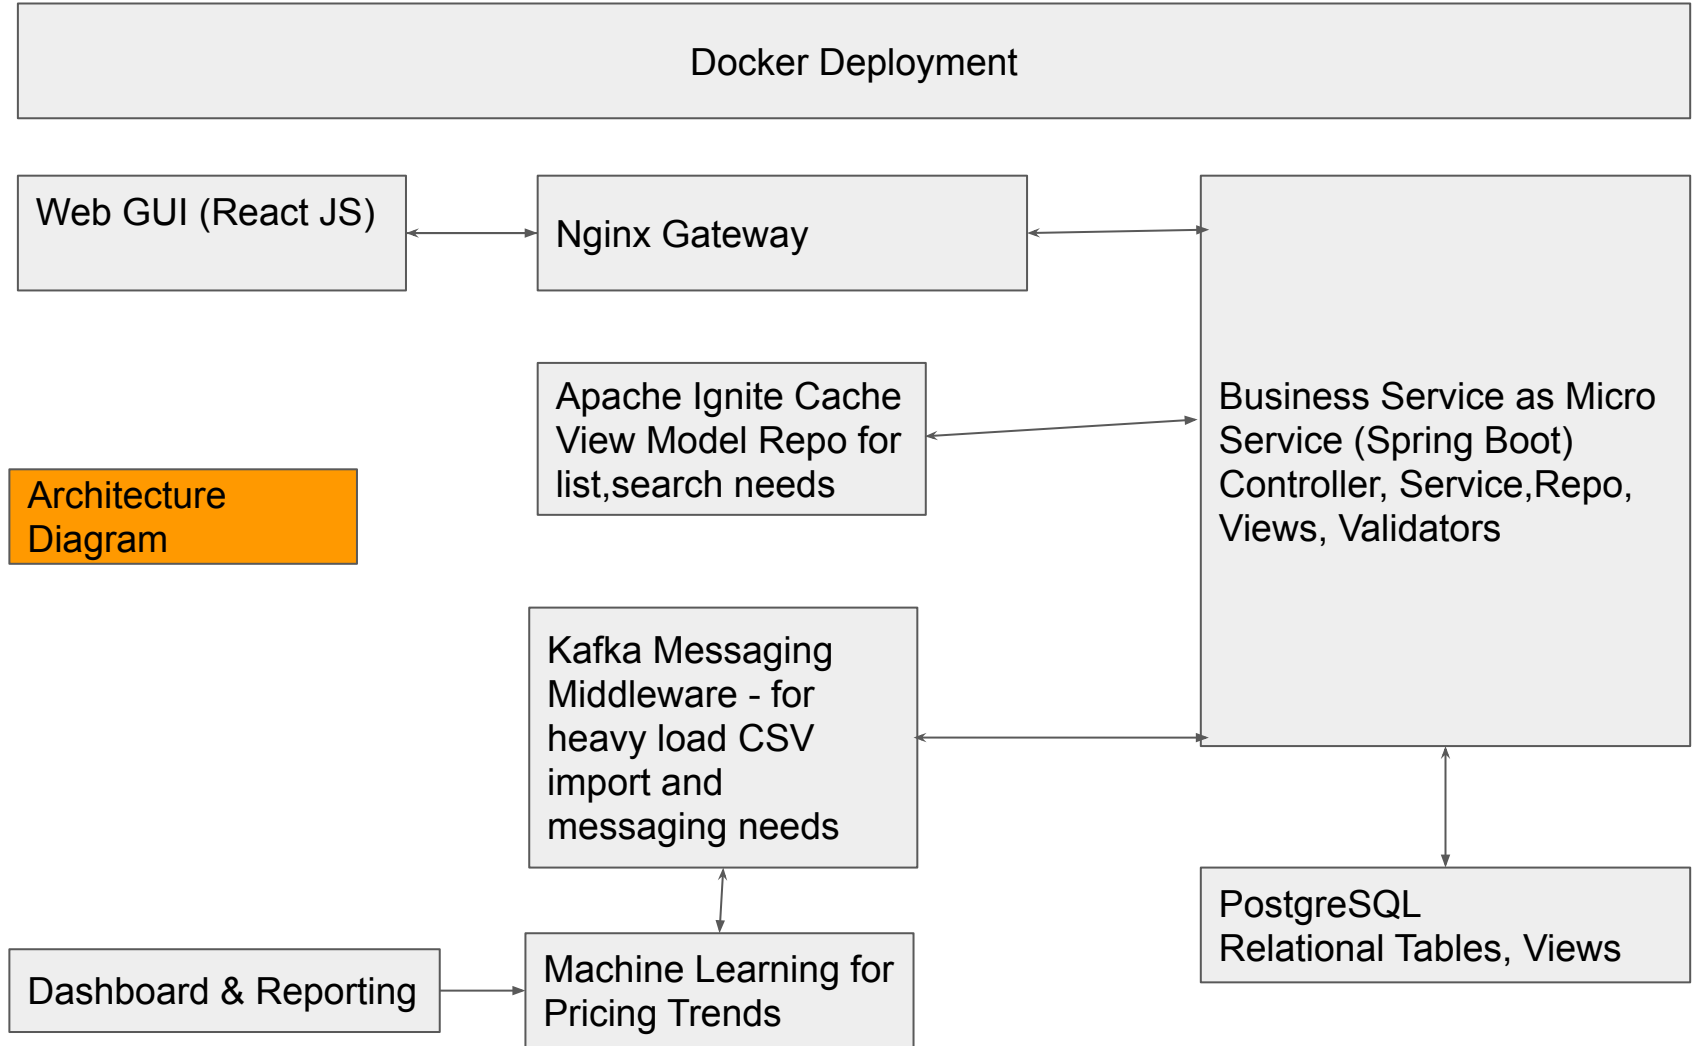 Docker Deployment
Web GUI (React JS)
Nginx Gateway
Apache Ignite Cache
View Model Repo for
list,search needs
Business Service as Micro
Service (Spring Boot)
Controller, Service,Repo,
Views, Validators
Architecture
Diagram
Kafka Messaging
Middleware - for
heavy load CSV
import and
messaging needs
PostgreSQL
Relational Tables, Views
Dashboard & Reporting
Machine Learning for
Pricing Trends